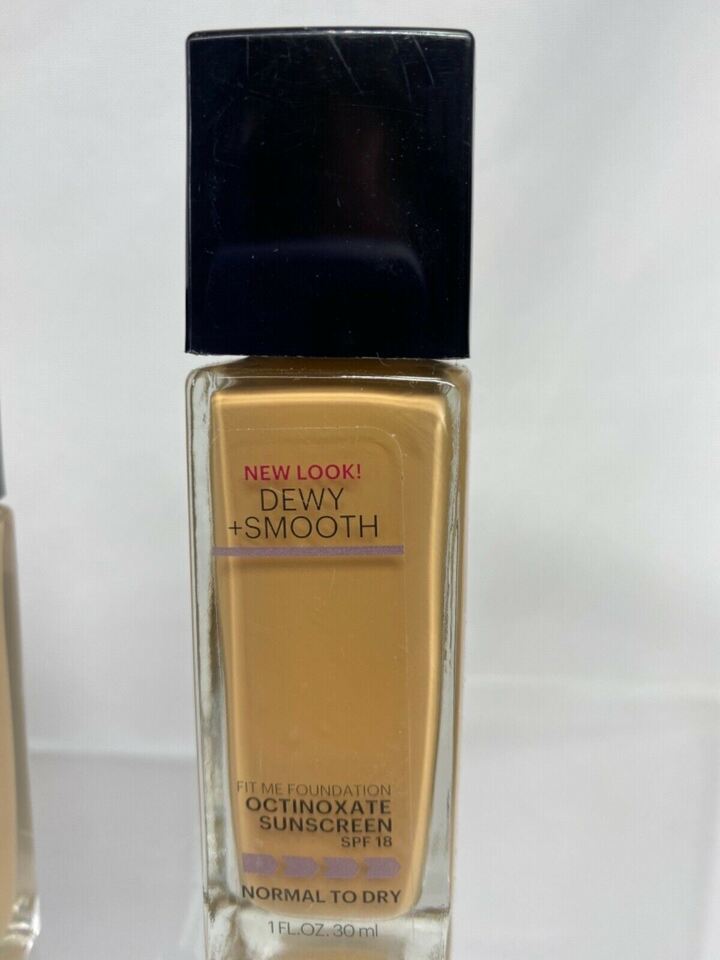 NEW LOOK!
DEWY
+SMOOTH
FIT ME FOUNDATION
OCTINOXATE
SUNSCREEN
SPF 18
NORMAL TO DRY
1 FL.OZ. 30 ml